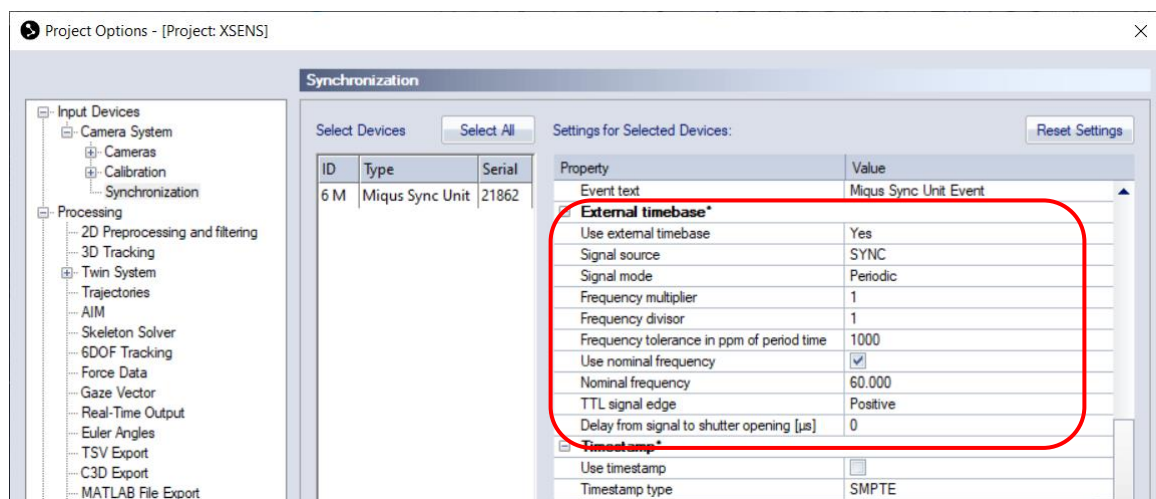 Project Options - [Project: XSENS]
Synchronization
Input Devices
Camera System
Cameras
Calibration
Synchronization
Processing
2D Preprocessing and filtering
3D Tracking
Twin System
Trajectories
AIM
Skeleton Solver
6DOF Tracking
Force Data
Gaze Vector
Real-Time Output
Euler Angles
TSV Export
C3D Export
MATLAB File Export
Select Devices Select All
ID Type Serial
6 M Miqus Sync Unit 21862
Settings for Selected Devices: Reset Settings
Property Value
Event text Miqus Sync Unit Event
External timebase*
Use external timebase Yes
Signal source SYNC
Signal mode Periodic
Frequency multiplier 1
Frequency divisor 1
Frequency tolerance in ppm of period time 1000
Use nominal frequency
Nominal frequency 60.000
TTL signal edge Positive
Delay from signal to shutter opening [µs] 0
Timestamp*
Use timestamp
Timestamp type SMPTE